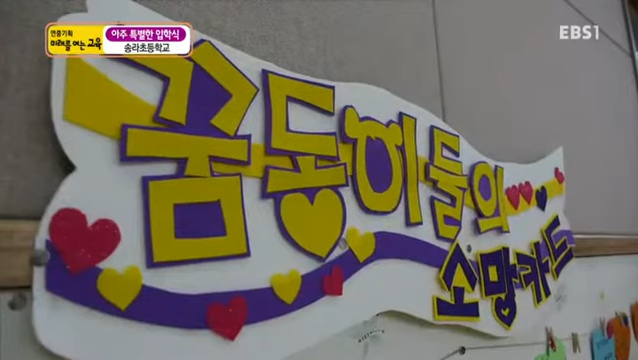 연중기획
미래를 여는 교육
아주 특별한 입학식
송라초등학교
EBS1
꿈동이들의
소망카드